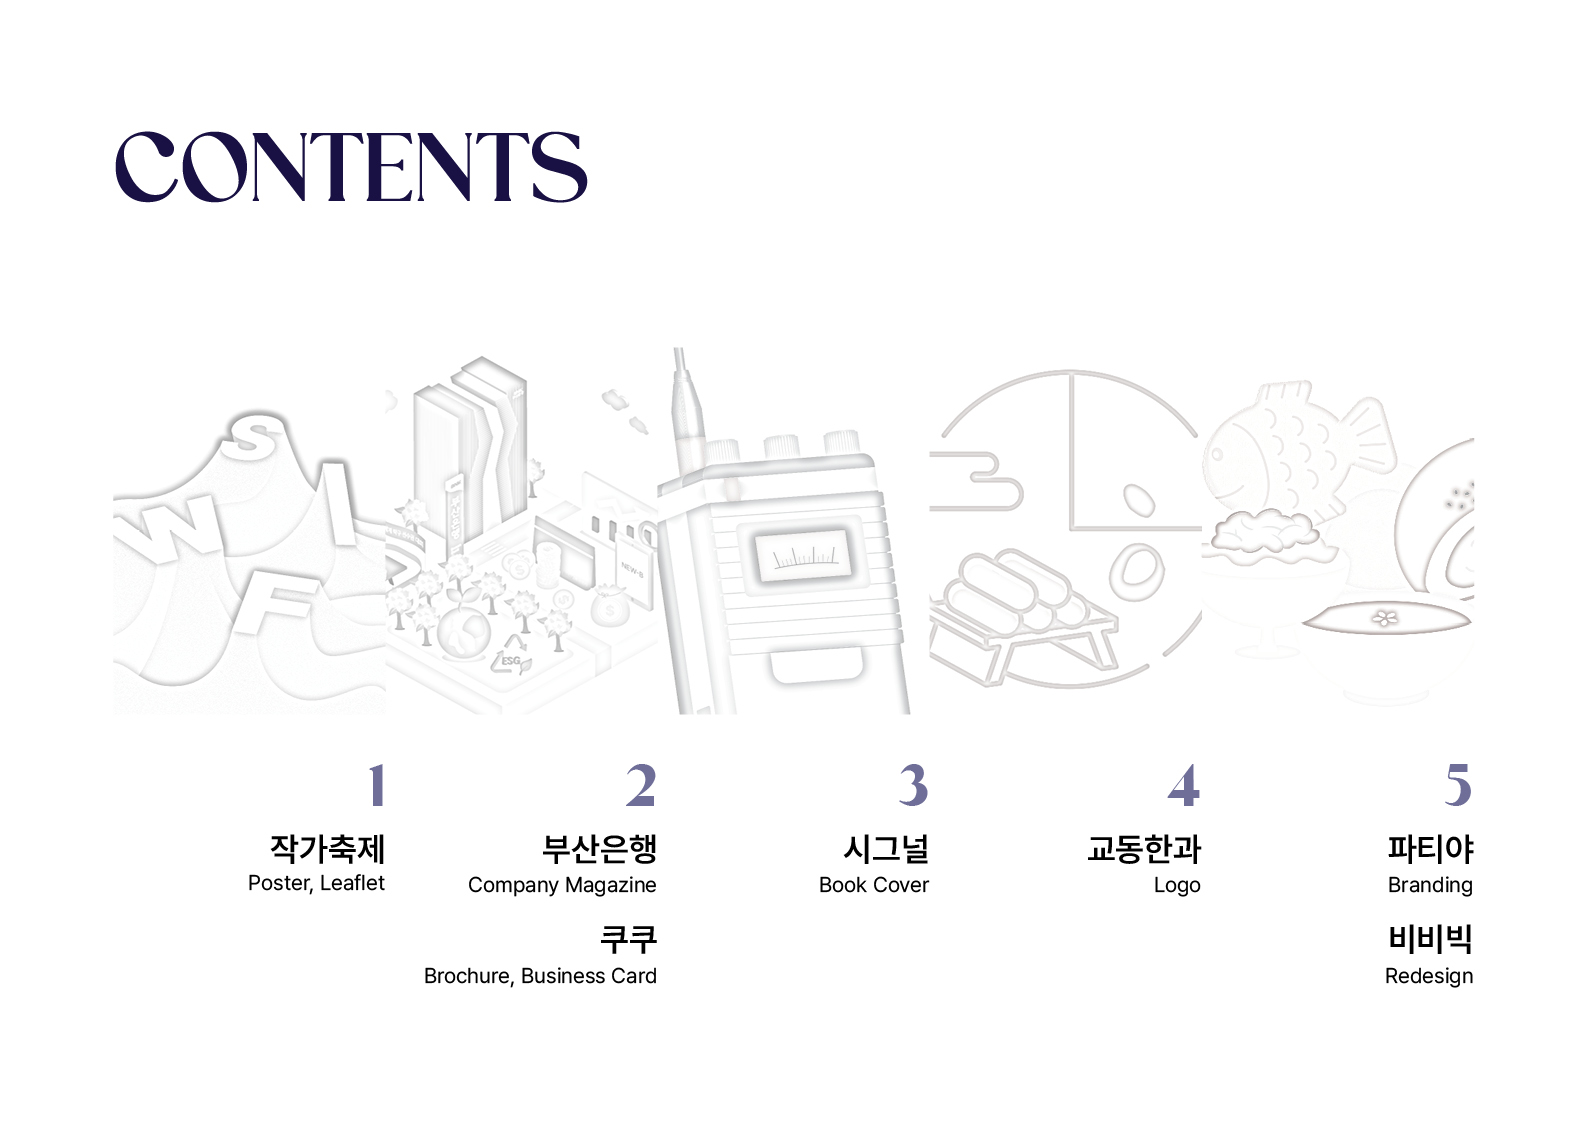 CONTENTS
S
I
W
F
NEW-S
$
ESG
1
작가축제
Poster, Leaflet
2
부산은행
Company Magazine
쿠쿠
Brochure, Business Card
3
시그널
Book Cover
4
교동한과
Logo
5
파티야
Branding
비비빅
Redesign